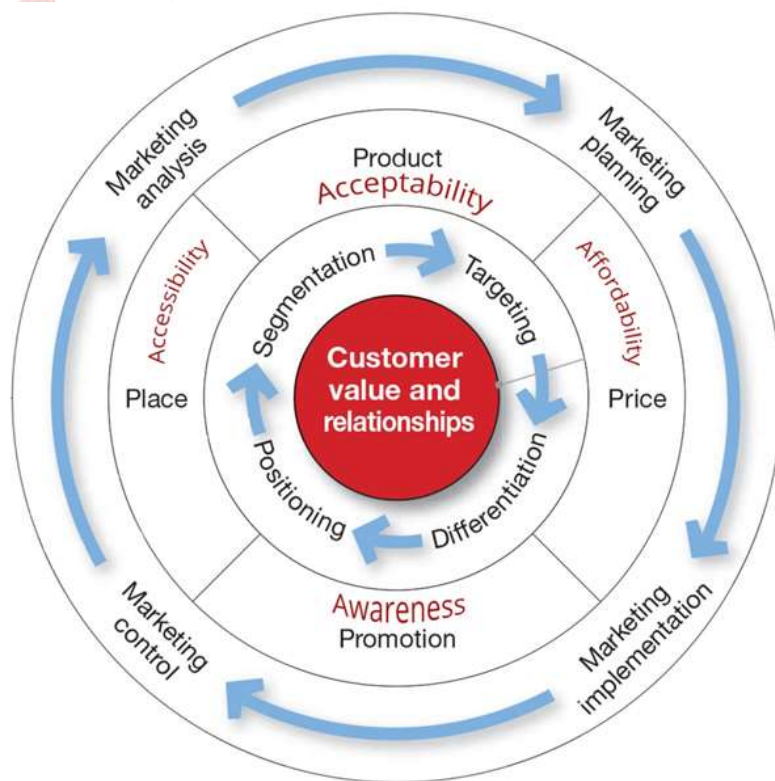 Marketing
analysis
Marketing
planning
Product
Acceptability
Accessibility
Affordability
Segmentation
Targeting
Customer
value and
relationships
Place
Price
Positioning
Differentiation
Awareness
Promotion
Marketing
control
Marketing
implementation